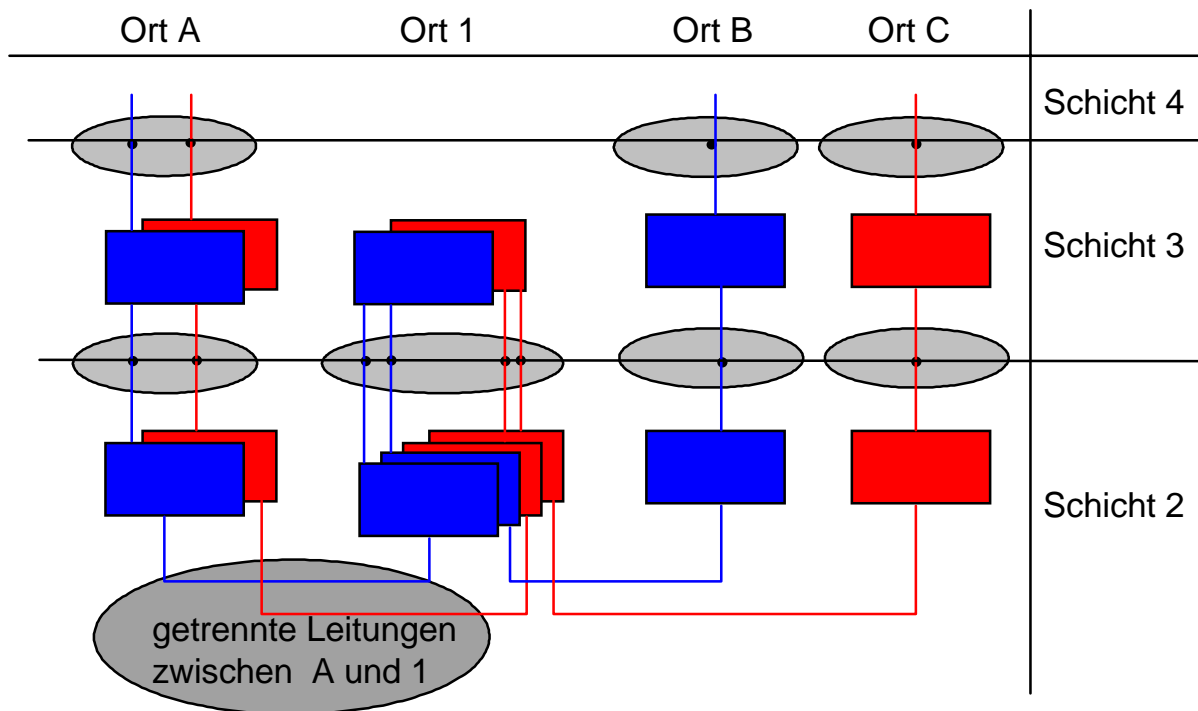 Ort A
Ort 1
Ort B
Ort C
Schicht 4
Schicht 3
Schicht 2
getrennte Leitungen
zwischen A und 1